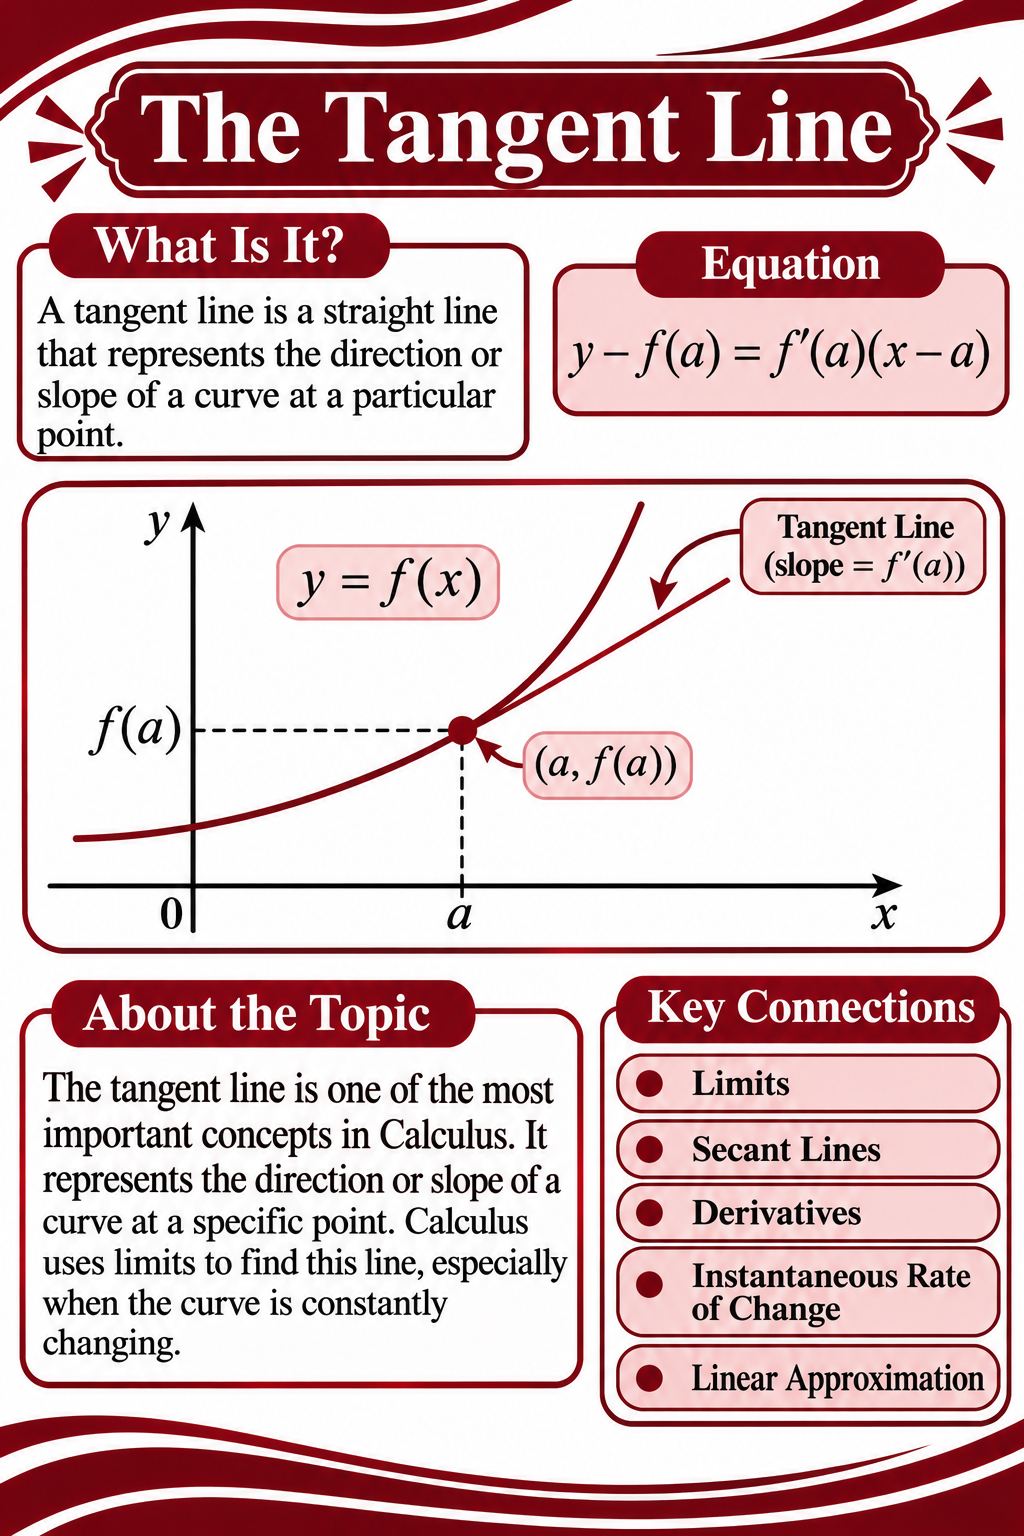 The Tangent Line
What Is It?
A tangent line is a straight line
that represents the direction or
slope of a curve at a particular
point.
Equation
y − f(a) = f′(a)(x − a)
y
y = f(x)
Tangent Line
(slope = f′(a))
f(a)
(a, f(a))
0
a
x
About the Topic
The tangent line is one of the most
important concepts in Calculus. It
represents the direction or slope of a
curve at a specific point. Calculus
uses limits to find this line, especially
when the curve is constantly
changing.
Key Connections
Limits
Secant Lines
Derivatives
Instantaneous Rate
of Change
Linear Approximation